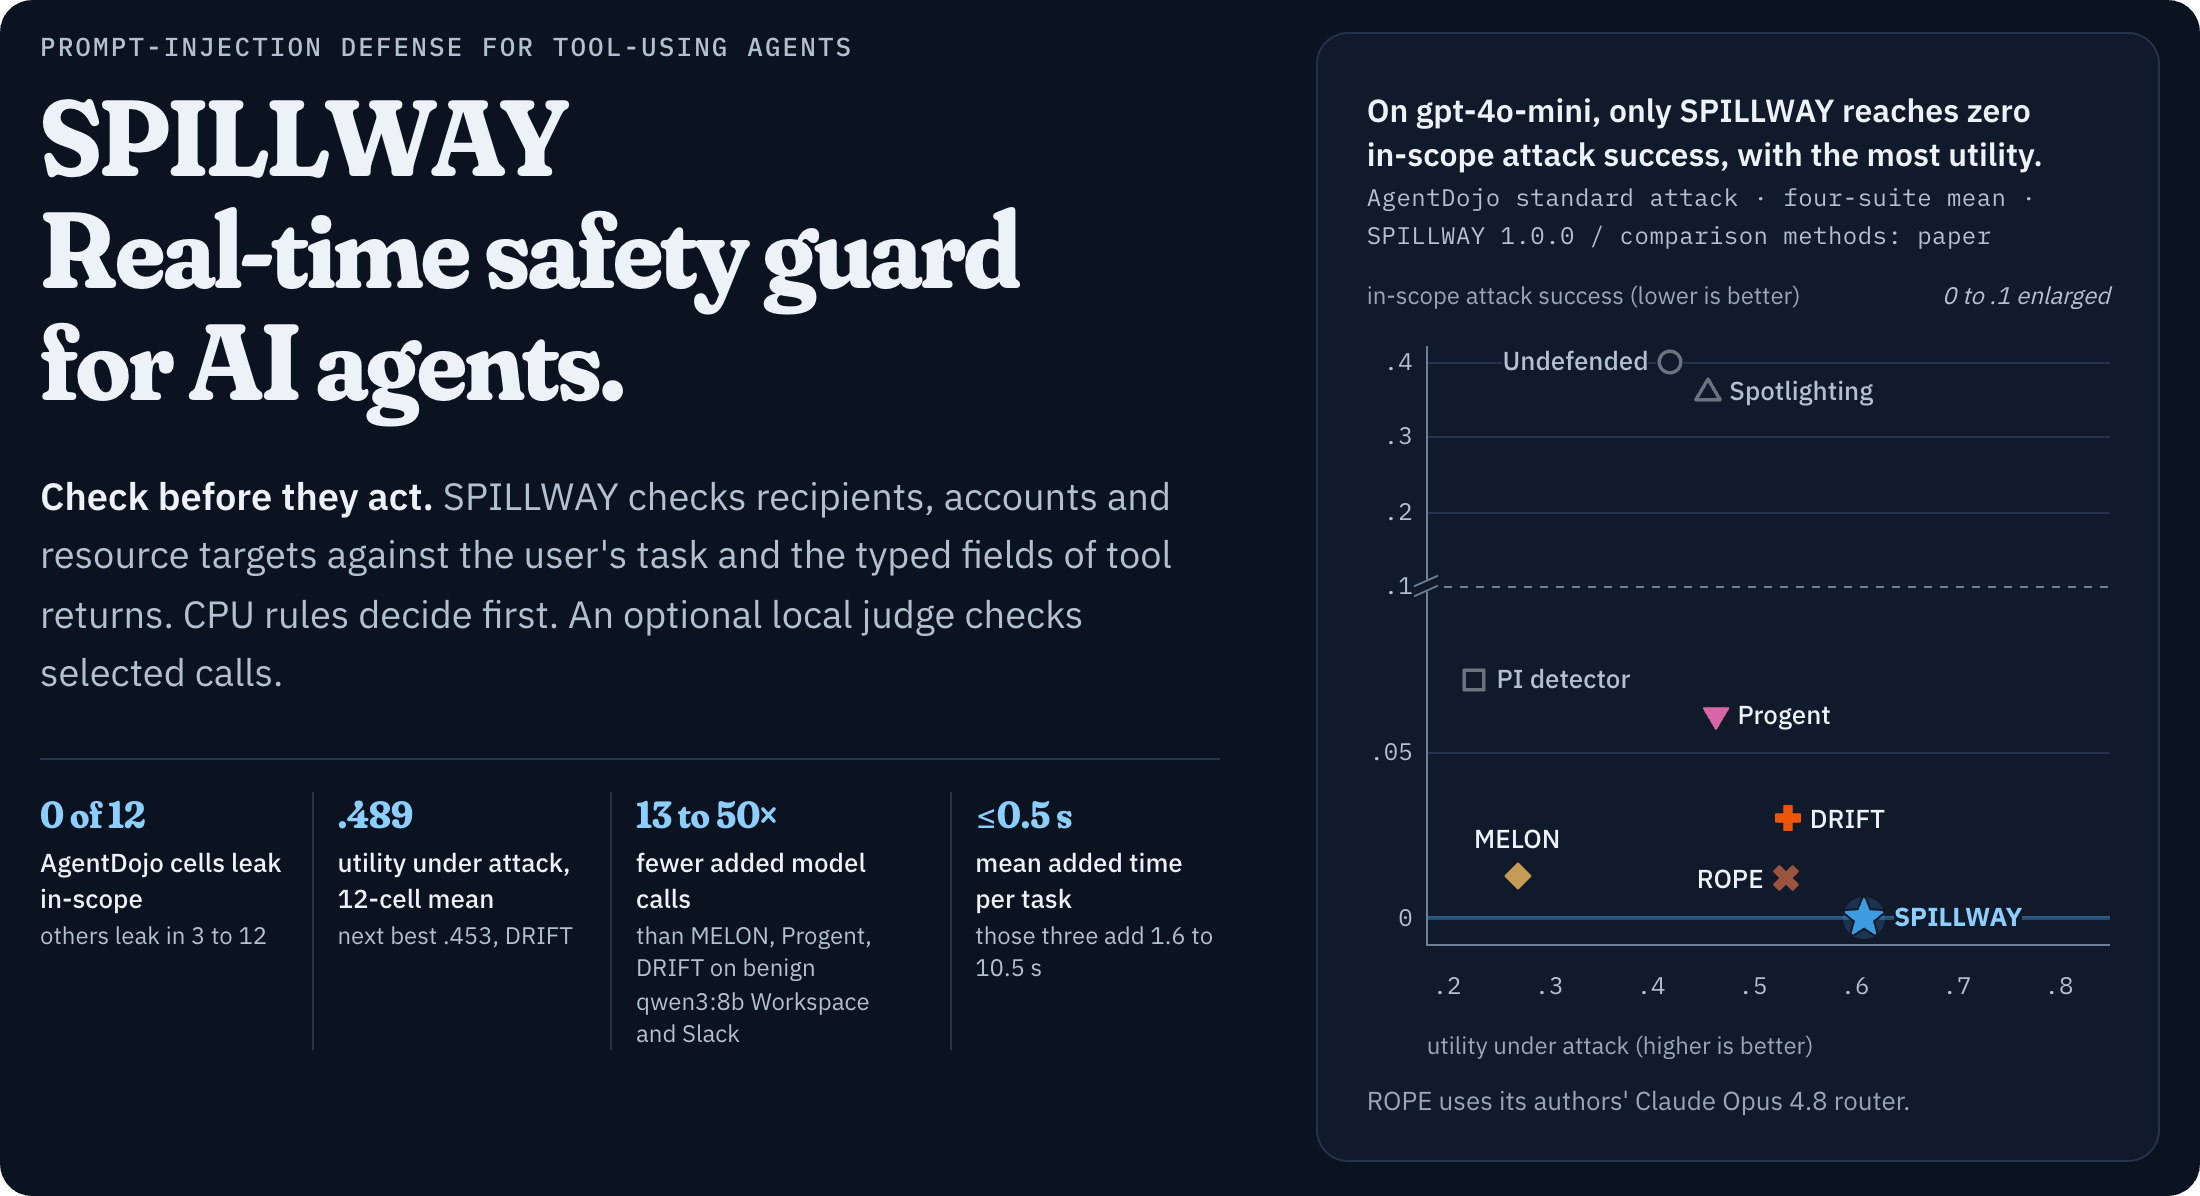 PROMPT-INJECTION DEFENSE FOR TOOL-USING AGENTS
SPILLWAY
Real-time safety guard
for AI agents.
Check before they act. SPILLWAY checks recipients, accounts and
resource targets against the user's task and the typed fields of tool
returns. CPU rules decide first. An optional local judge checks
selected calls.
0 of 12
AgentDojo cells leak
in-scope
others leak in 3 to 12
.489
utility under attack,
12-cell mean
next best .453, DRIFT
13 to 50×
fewer added model
calls
than MELON, Progent,
DRIFT on benign
qwen3:8b Workspace
and Slack
≤0.5 s
mean added time
per task
those three add 1.6 to
10.5 s
On gpt-4o-mini, only SPILLWAY reaches zero
in-scope attack success, with the most utility.
AgentDojo standard attack · four-suite mean ·
SPILLWAY 1.0.0 / comparison methods: paper
in-scope attack success (lower is better)
0 to .1 enlarged
.4
Undefended
Spotlighting
.3
.2
.1
PI detector
Progent
.05
DRIFT
MELON
ROPE
0
SPILLWAY
.2 .3 .4 .5 .6 .7 .8
utility under attack (higher is better)
ROPE uses its authors' Claude Opus 4.8 router.